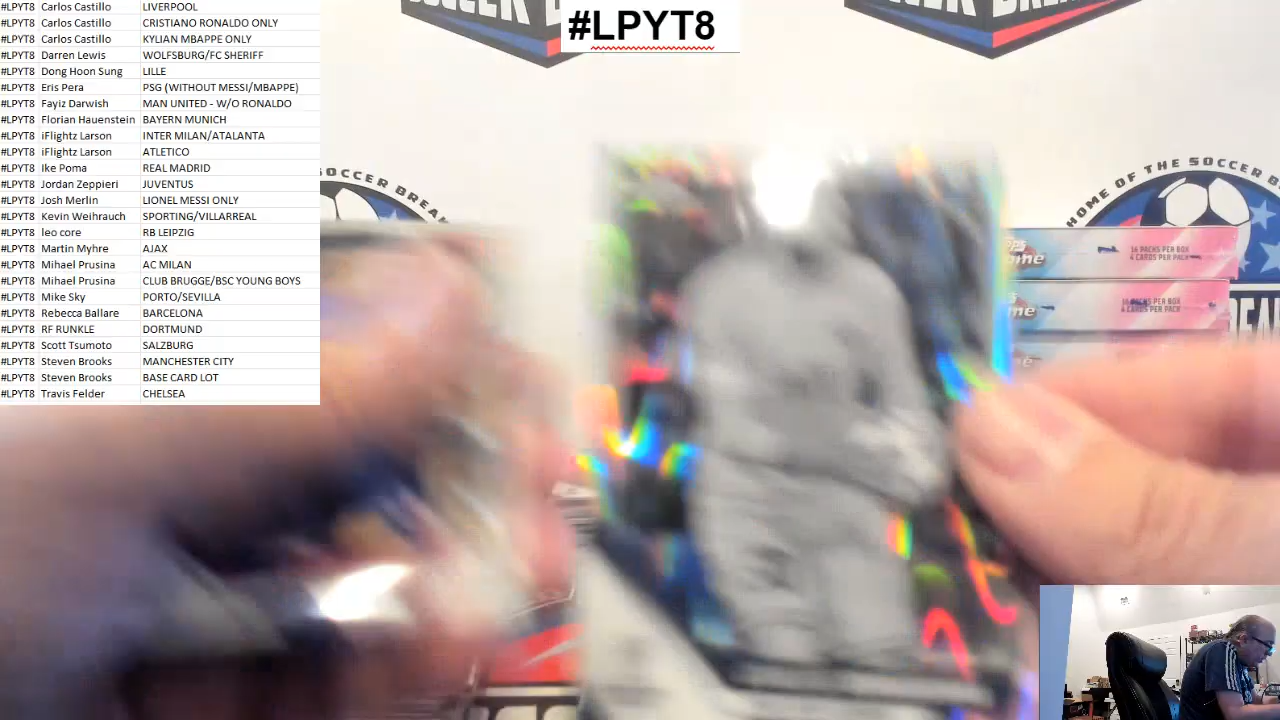 #LPYT8 Carlos Castillo LIVERPOOL
#LPYT8 Carlos Castillo CRISTIANO RONALDO ONLY
#LPYT8 Carlos Castillo KYLIAN MBAPPE ONLY
#LPYT8 Darren Lewis WOLFSBURG/FC SHERIFF
#LPYT8 Dong Hoon Sung LILLE
#LPYT8 Eris Pera PSG (WITHOUT MESSI/MBAPPE)
#LPYT8 Fayiz Darwish MAN UNITED - W/O RONALDO
#LPYT8 Florian Hauenstein BAYERN MUNICH
#LPYT8 iFlightz Larson INTER MILAN/ATALANTA
#LPYT8 iFlightz Larson ATLETICO
#LPYT8 Ike Poma REAL MADRID
#LPYT8 Jordan Zeppieri JUVENTUS
#LPYT8 Josh Merlin LIONEL MESSI ONLY
#LPYT8 Kevin Weihrauch SPORTING/VILLARREAL
#LPYT8 leo core RB LEIPZIG
#LPYT8 Martin Myhre AJAX
#LPYT8 Mihael Prusina AC MILAN
#LPYT8 Mihael Prusina CLUB BRUGGE/BSC YOUNG BOYS
#LPYT8 Mike Sky PORTO/SEVILLA
#LPYT8 Rebecca Ballare BARCELONA
#LPYT8 RF RUNKLE DORTMUND
#LPYT8 Scott Tsumoto SALZBURG
#LPYT8 Steven Brooks MANCHESTER CITY
#LPYT8 Steven Brooks BASE CARD LOT
#LPYT8 Travis Felder CHELSEA
#LPYT8
SOCCER BREA
HOME OF THE SOCCER BRE
16 PACKS PER BOX
4 CARDS PER PACK
16 PACKS PER BOX
4 CARDS PER PACK